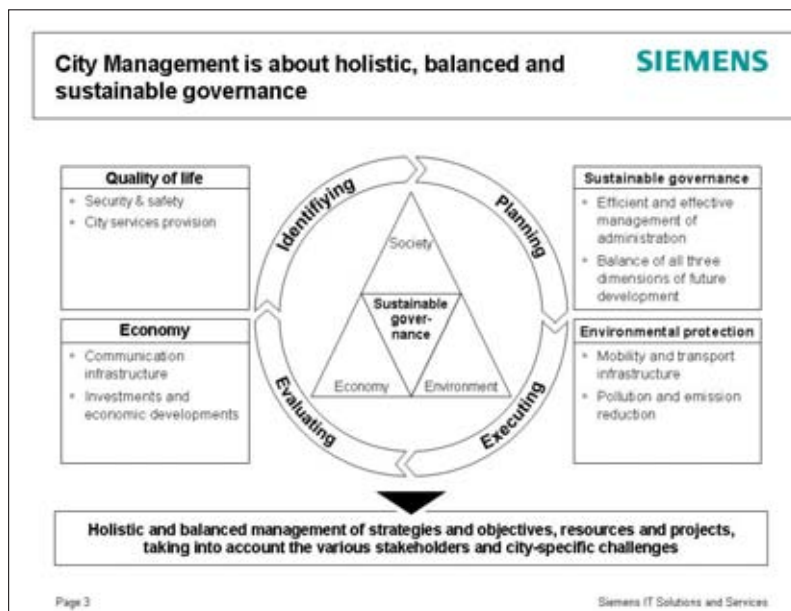 City Management is about holistic, balanced and
sustainable governance
SIEMENS
Quality of life
• Security & safety
• City services provision
Economy
• Communication
infrastructure
• Investments and
economic developments
Identifiying
Planning
Executing
Evaluating
Society
Sustainable
gover-
nance
Economy
Environment
Sustainable governance
• Efficient and effective
management of
administration
• Balance of all three
dimensions of future
development
Environmental protection
• Mobility and transport
infrastructure
• Pollution and emission
reduction
Holistic and balanced management of strategies and objectives, resources and projects,
taking into account the various stakeholders and city-specific challenges
Page 3
Siemens IT Solutions and Services